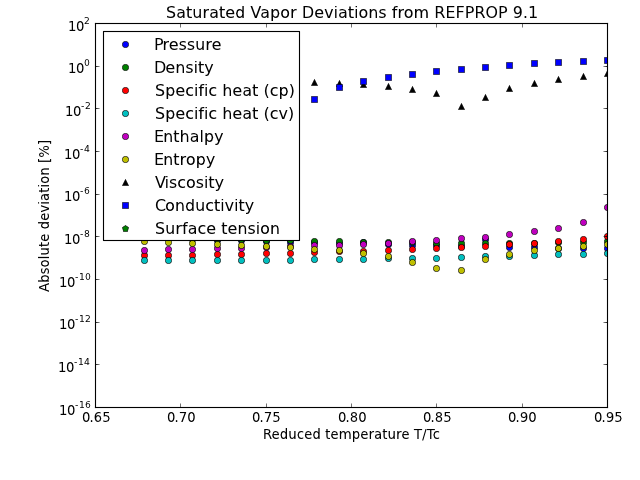 Saturated Vapor Deviations from REFPROP 9.1
10^2
10^0
10^-2
10^-4
10^-6
10^-8
10^-10
10^-12
10^-14
10^-16
Absolute deviation [%]
Pressure
Density
Specific heat (cp)
Specific heat (cv)
Enthalpy
Entropy
Viscosity
Conductivity
Surface tension
0.65 0.70 0.75 0.80 0.85 0.90 0.95
Reduced temperature T/Tc